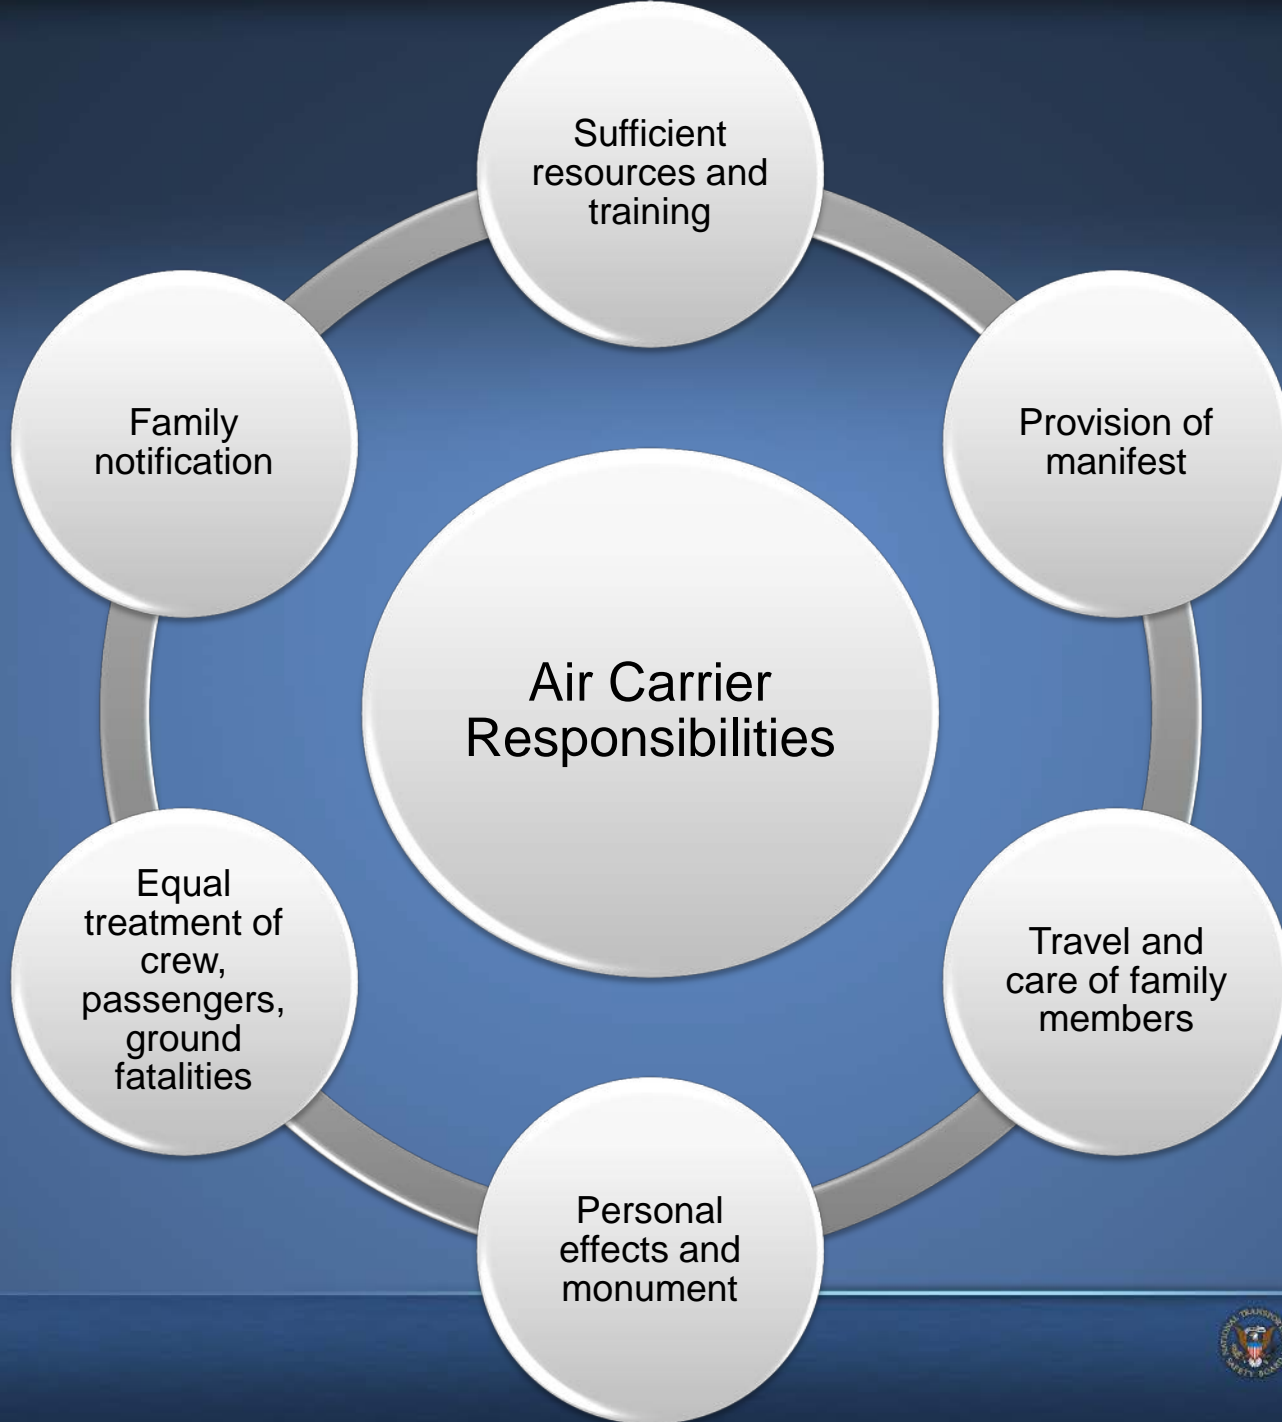 Sufficient
resources and
training
Provision of
manifest
Travel and
care of family
members
Personal
effects and
monument
Equal
treatment of
crew,
passengers,
ground
fatalities
Family
notification
Air Carrier
Responsibilities